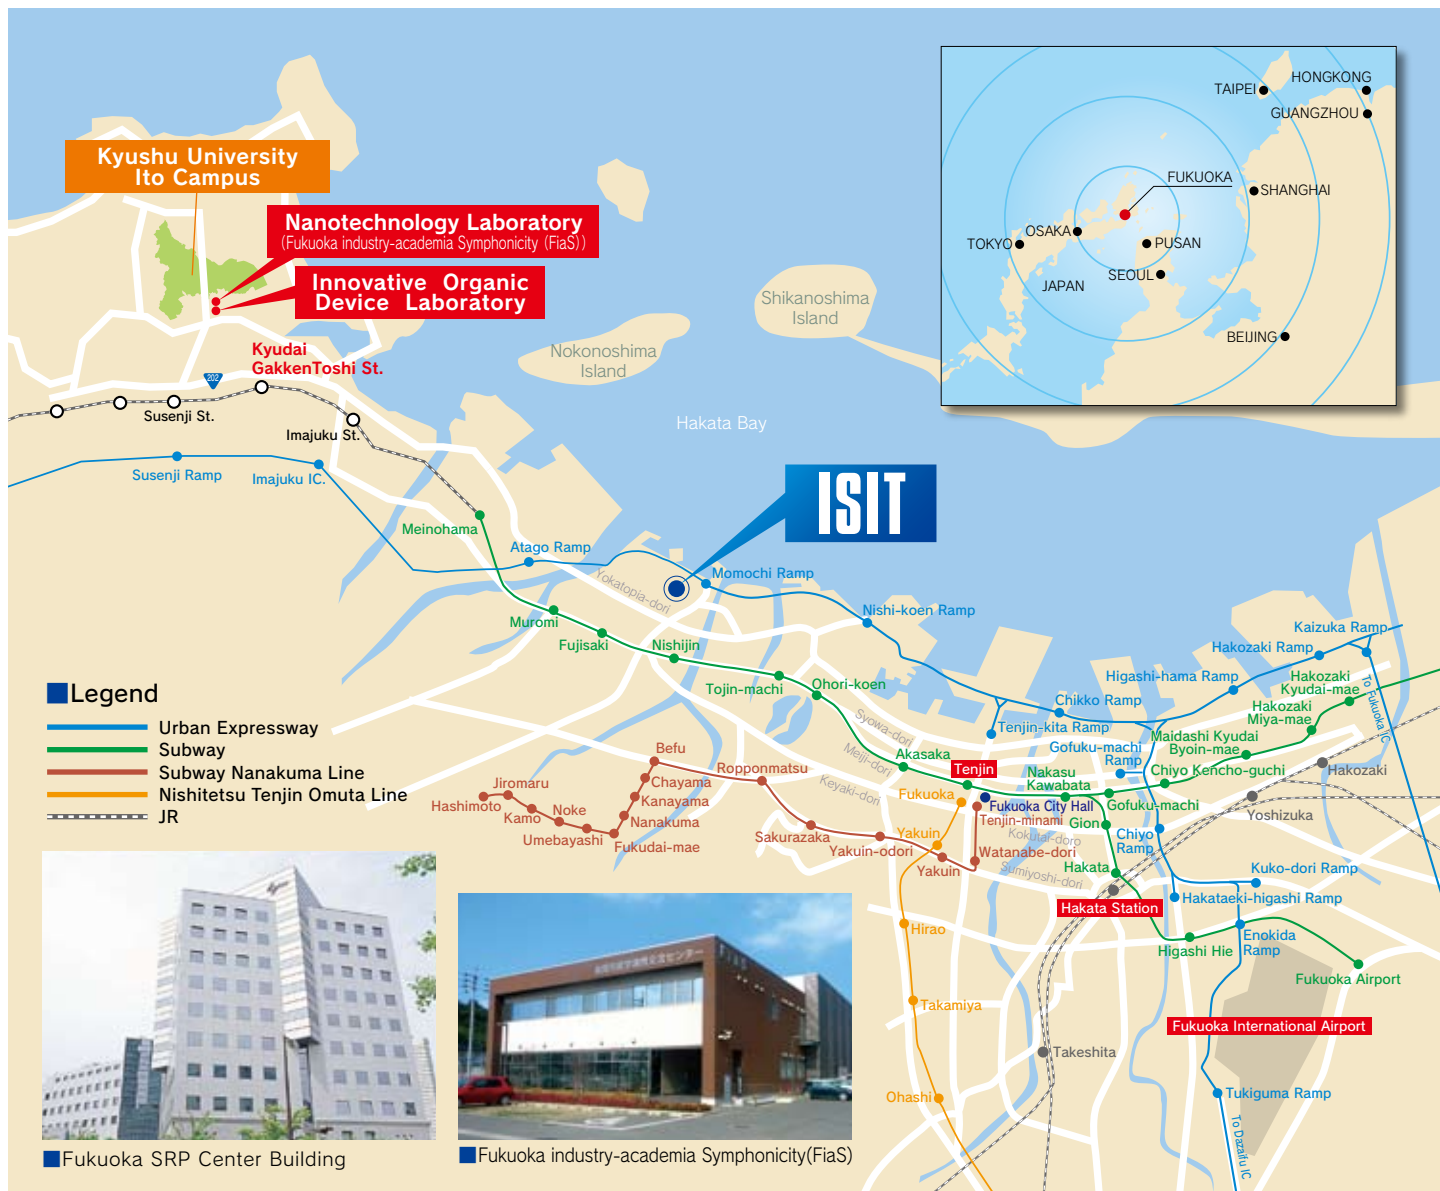 Kyushu University
Ito Campus
Nanotechnology Laboratory
(Fukuoka industry-academia Symphonicity (FiaS))
Innovative Organic
Device Laboratory
Kyudai
GakkenToshi St.
202
Susenji St.
Imajuku St.
Susenji Ramp
Imajuku IC.
Shikanoshima
Island
Nokonoshima
Island
Hakata Bay
HONGKONG
TAIPEI
GUANGZHOU
FUKUOKA
SHANGHAI
OSAKA
TOKYO
PUSAN
SEOUL
JAPAN
BEIJING
ISIT
Meinohama
Atago Ramp
Momochi Ramp
Yokatopia-dori
Nishi-koen Ramp
Muromi
Fujisaki
Nishijin
Tojin-machi
Ohori-koen
Kaizuka Ramp
Hakozaki Ramp
Higashi-hama Ramp
Hakozaki
Kyudai-mae
Hakozaki
Miya-mae
To Fukuoka IC
Chikko Ramp
Tenjin-kita Ramp
Maidashi Kyudai
Byoin-mae
Gofuku-machi
Ramp
Chiyo Kencho-guchi
Hakozaki
Syowa-dori
Meiji-dori
Keyaki-dori
Akasaka
Tenjin
Nakasu
Kawabata
Gofuku-machi
Yoshizuka
Fukuoka
Fukuoka City Hall
Tenjin-minami
Gion
Kokutai-doro
Chiyo
Ramp
Yakuin
Watanabe-dori
Sumiyoshi-dori
Hakata
Kuko-dori Ramp
Hakataeki-higashi Ramp
Hakata Station
Befu
Chayama
Kanayama
Nanakuma
Fukudai-mae
Umebayashi
Noke
Kamo
Jiromaru
Hashimoto
Ropponmatsu
Sakurazaka
Yakuin-odori
Yakuin
Hirao
Higashi Hie
Enokida
Ramp
Fukuoka Airport
Takamiya
Fukuoka International Airport
Takeshita
Ohashi
Tukiguma Ramp
To Dazaifu IC
Legend
Urban Expressway
Subway
Subway Nanakuma Line
Nishitetsu Tenjin Omuta Line
JR
FiaS
Fukuoka SRP Center Building
Fukuoka industry-academia Symphonicity(FiaS)